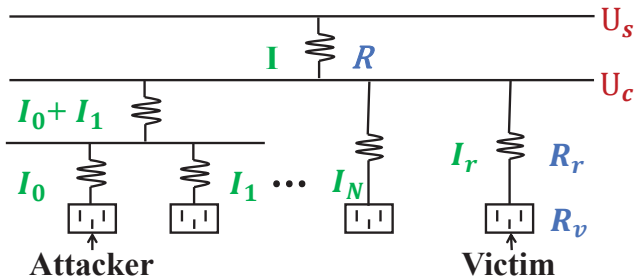 U_s
I R
U_c
I_0 + I_1
I_0 I_1 ... I_N I_r R_r
R_v
Attacker Victim